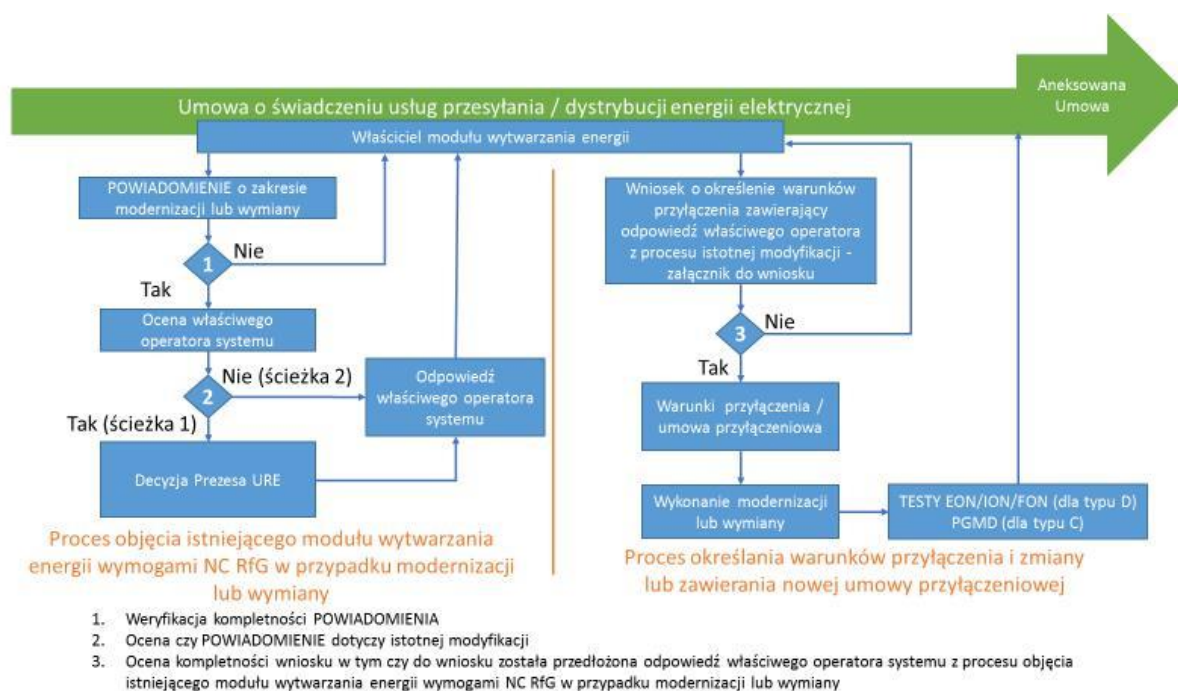 Aneksowana
Umowa
Umowa o świadczeniu usług przesyłania / dystrybucji energii elektrycznej
Właściciel modułu wytwarzania energii
POWIADOMIENIE o zakresie
modernizacji lub wymiany
1
Nie
Tak
Ocena właściwego
operatora systemu
2
Nie (ścieżka 2)
Tak (ścieżka 1)
Odpowiedź
właściwego operatora
systemu
Decyzja Prezesa URE
Proces objęcia istniejącego modułu wytwarzania
energii wymogami NC RfG w przypadku modernizacji
lub wymiany
Wniosek o określenie warunków
przyłączenia zawierający
odpowiedź właściwego operatora
z procesu istotnej modyfikacji -
załącznik do wniosku
3
Nie
Tak
Warunki przyłączenia /
umowa przyłączeniowa
Wykonanie modernizacji
lub wymiany
TESTY EON/ION/FON (dla typu D)
PGMD (dla typu C)
Proces określania warunków przyłączenia i zmiany
lub zawierania nowej umowy przyłączeniowej
1. Weryfikacja kompletności POWIADOMIENIA
2. Ocena czy POWIADOMIENIE dotyczy istotnej modyfikacji
3. Ocena kompletności wniosku w tym czy do wniosku została przedłożona odpowiedź właściwego operatora systemu z procesu objęcia
istniejącego modułu wytwarzania energii wymogami NC RfG w przypadku modernizacji lub wymiany